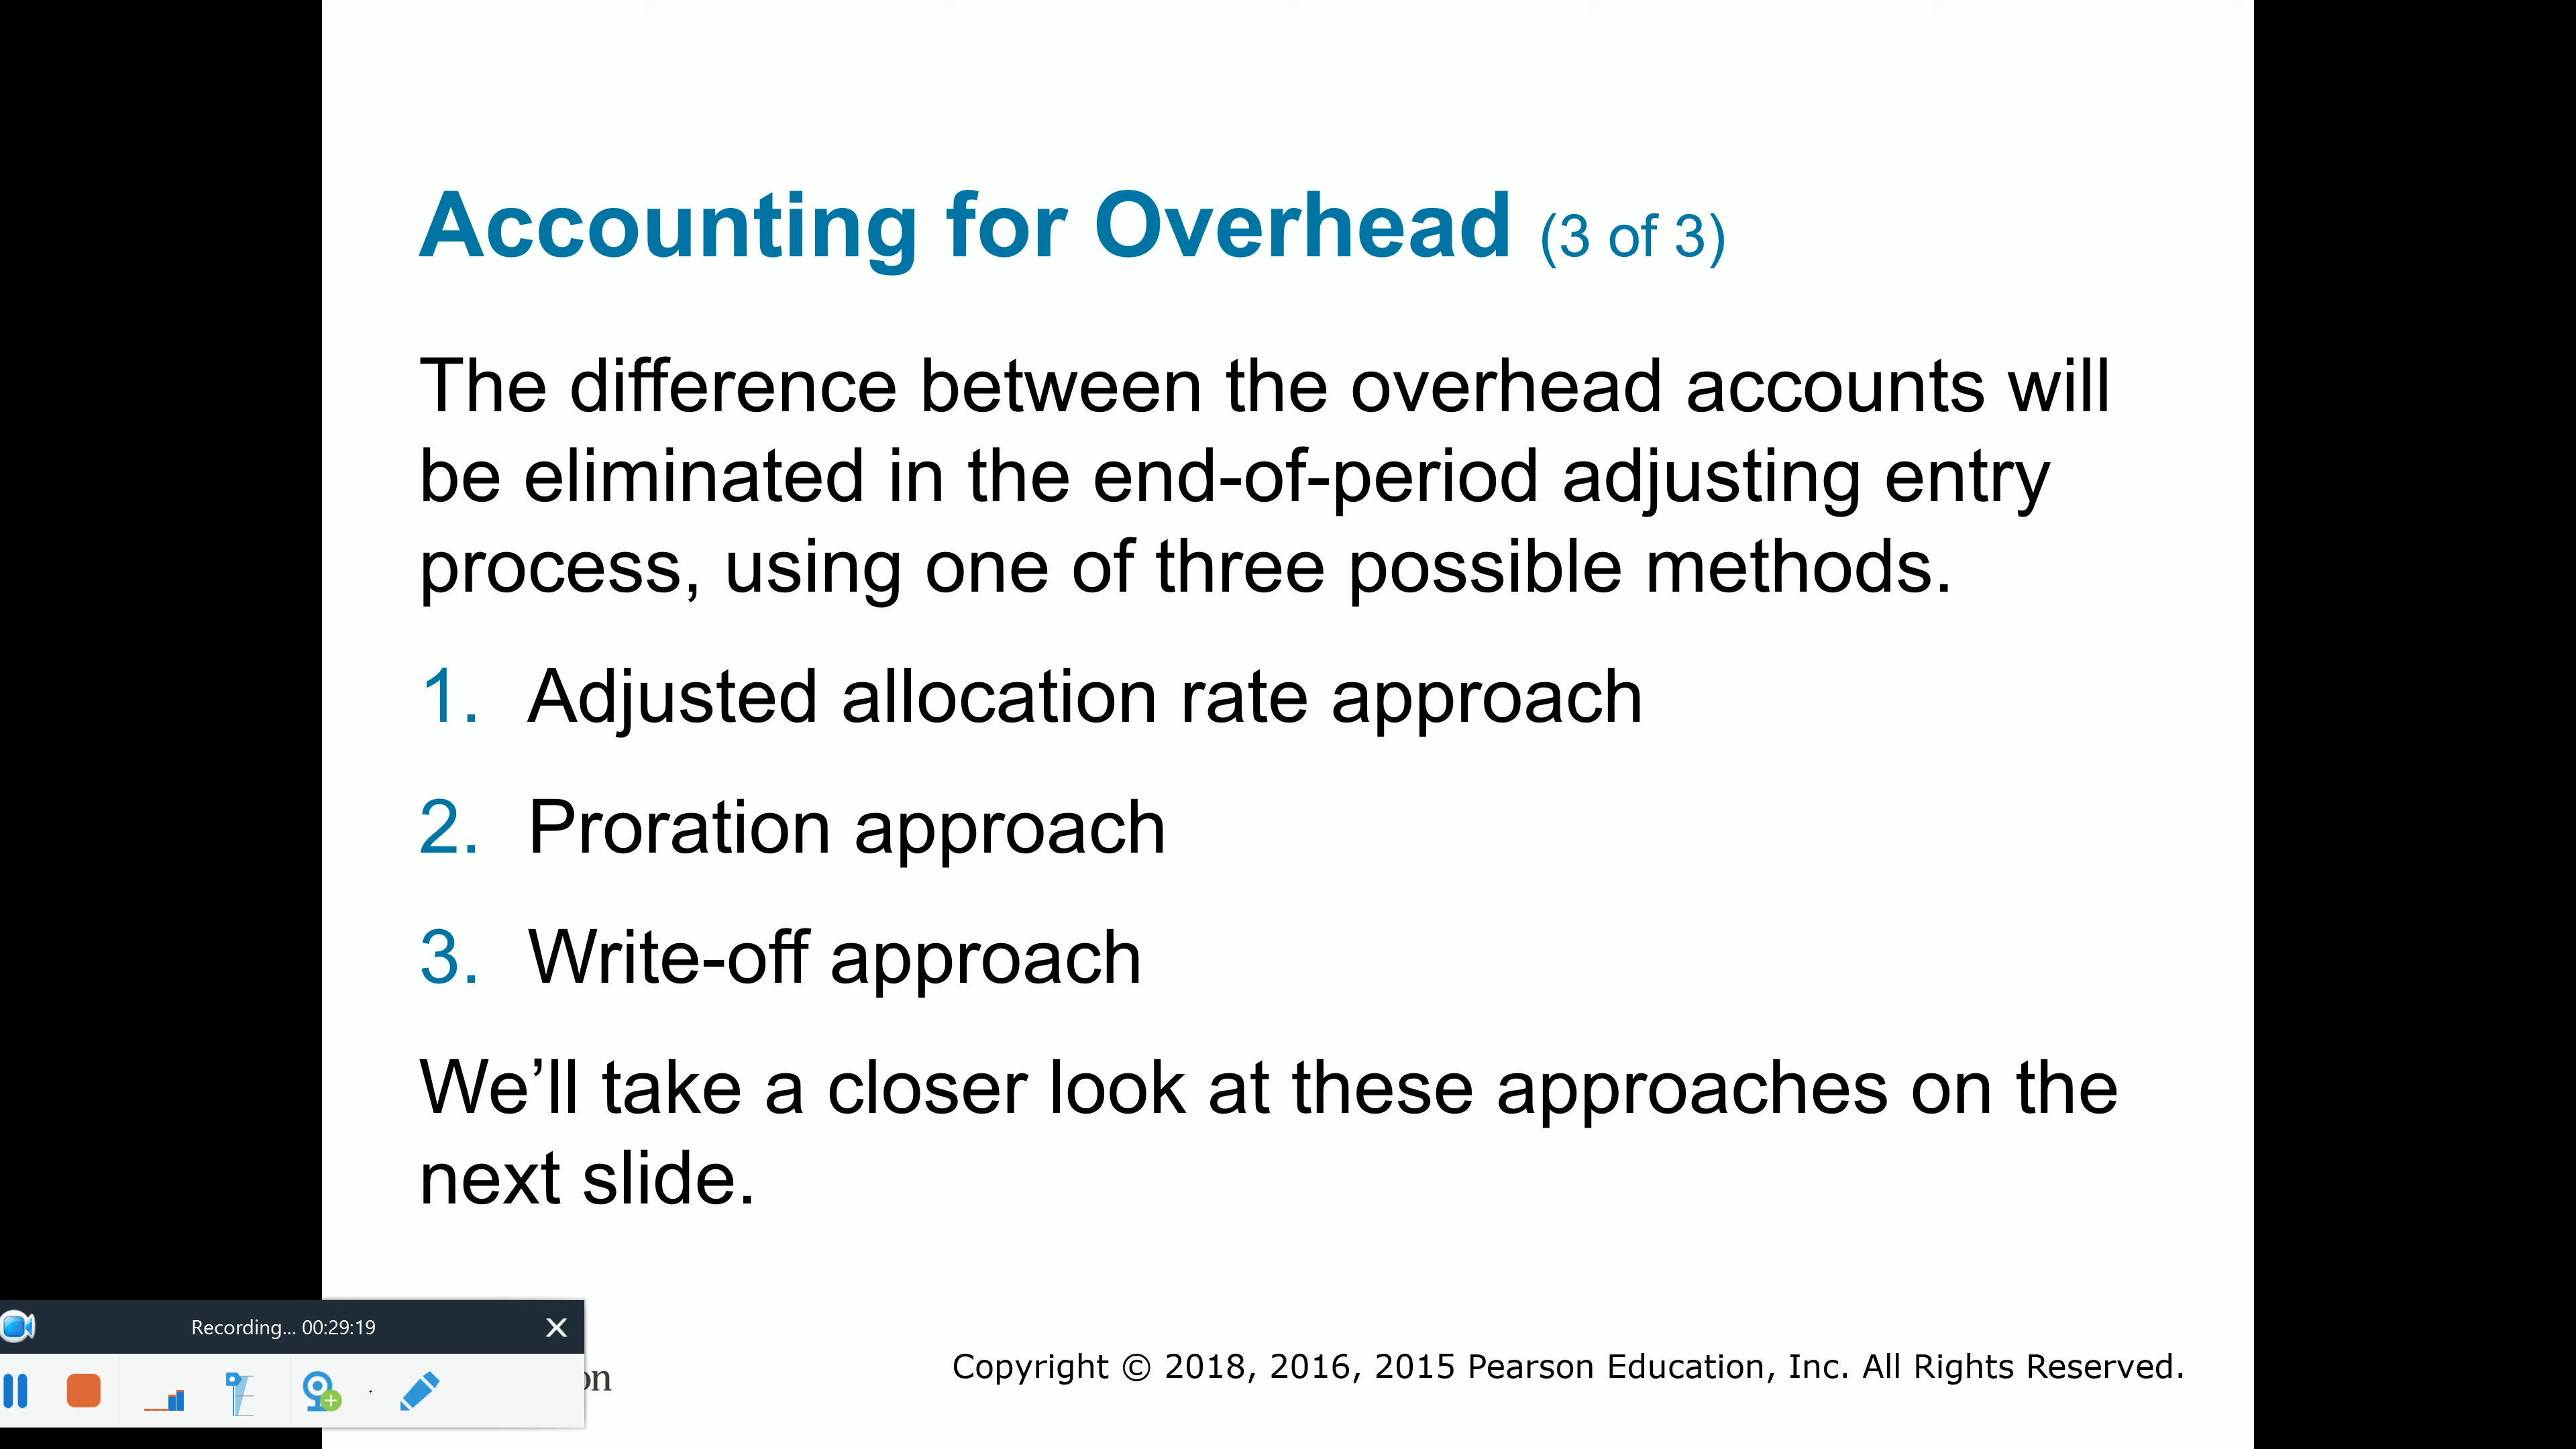 Accounting for Overhead (3 of 3)
The difference between the overhead accounts will
be eliminated in the end-of-period adjusting entry
process, using one of three possible methods.
1. Adjusted allocation rate approach
2. Proration approach
3. Write-off approach
We’ll take a closer look at these approaches on the
next slide.
Recording... 00:29:19
Copyright © 2018, 2016, 2015 Pearson Education, Inc. All Rights Reserved.